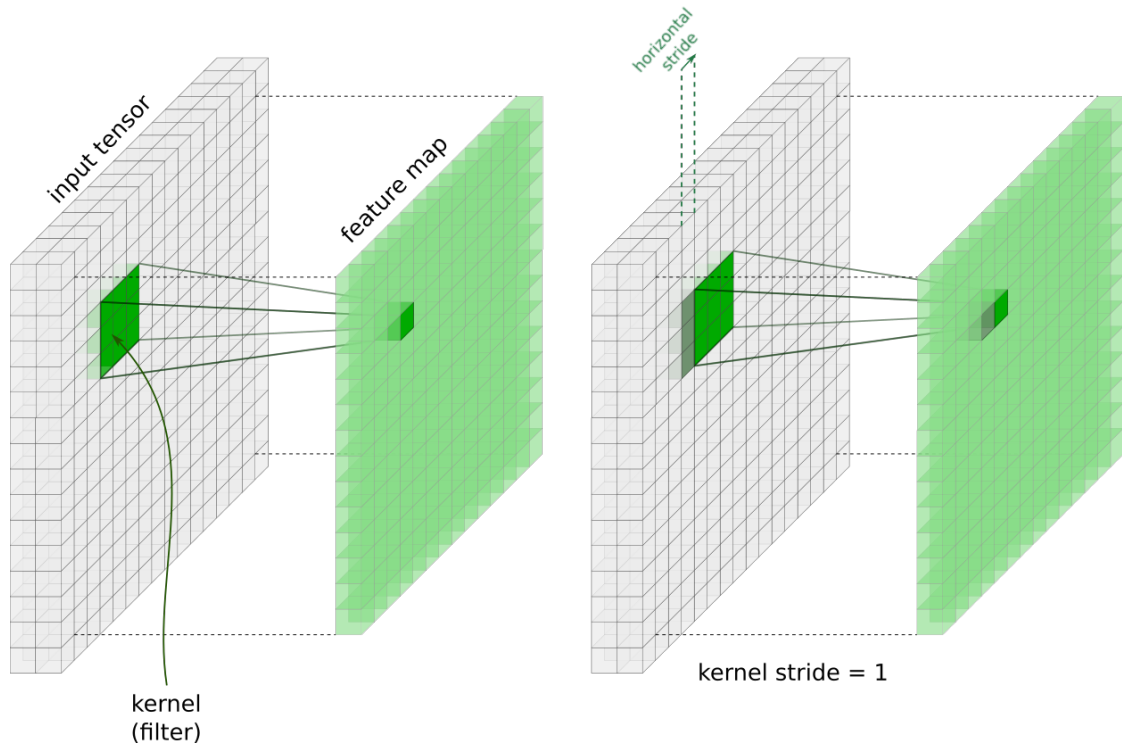 input tensor
feature map
kernel
(filter)
horizontal
stride
kernel stride = 1